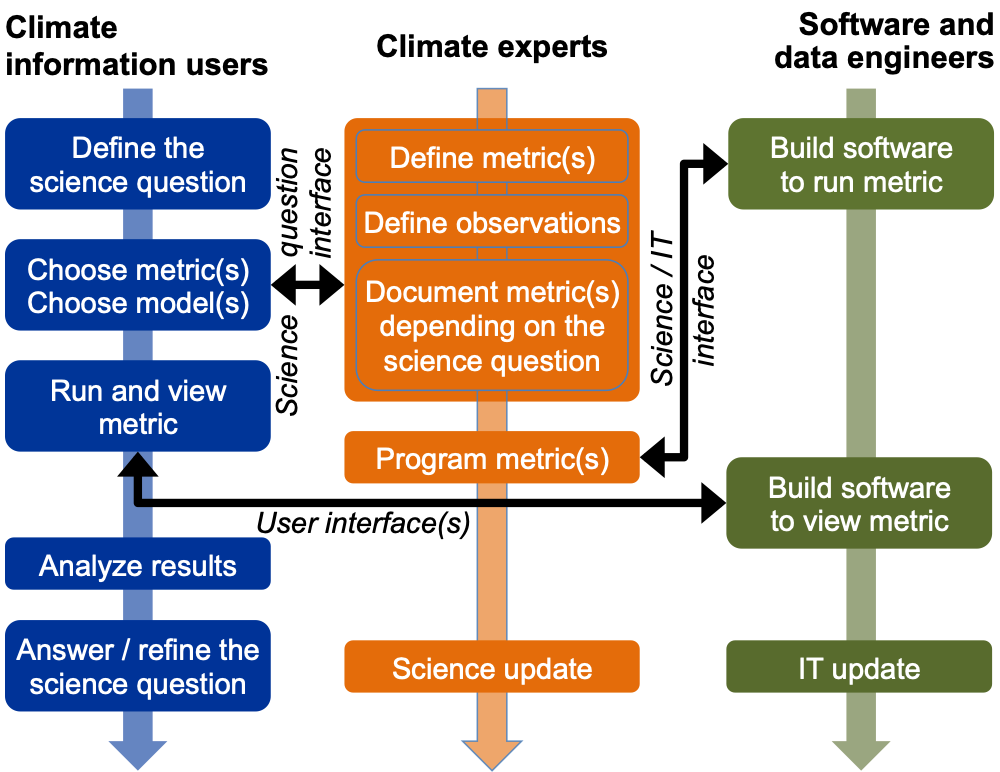 Climate
information users
Climate experts
Software and
data engineers
Define the
science question
Choose metric(s)
Choose model(s)
Run and view
metric
Analyze results
Answer / refine the
science question
Science question
interface
Define metric(s)
Define observations
Document metric(s)
depending on the
science question
Program metric(s)
Science update
Science / IT
interface
User interface(s)
Build software
to run metric
Build software
to view metric
IT update